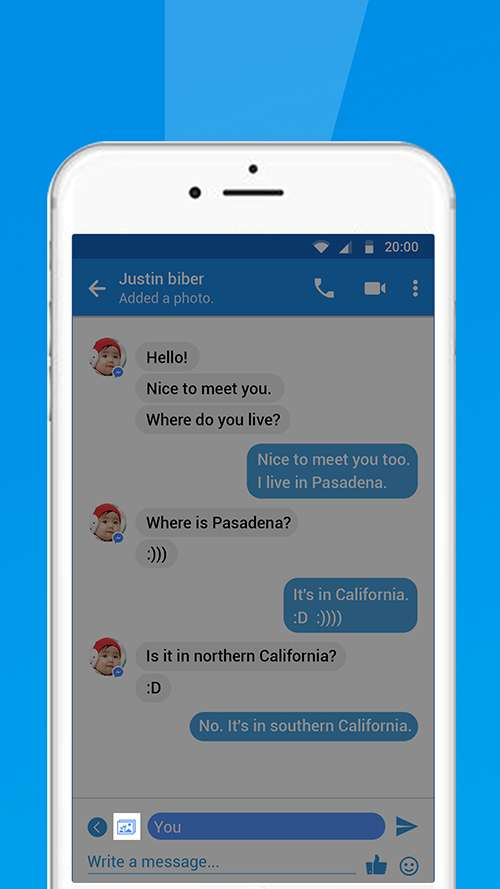 20:00
Justin biber
Added a photo.
Hello!
Nice to meet you.
Where do you live?
Nice to meet you too.
I live in Pasadena.
Where is Pasadena?
:)))
It's in California.
:D :))))
Is it in northern California?
:D
No. It's in southern California.
You
Write a message...